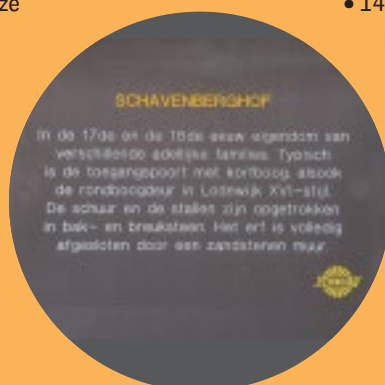 ze
• 14
SCHAVENBERGHOF
In de 17de en de 18de eeuw eigendom van
verschillende adellijke families. Typisch
is de toegangspoort met korfboog alsook
de rondboogdeur in Lodewijk XVI-stijl.
De schuur en de stallen zijn opgetrokken
in bak- en breuksteen. Het erf is volledig
afgesloten door een zandstenen muur.